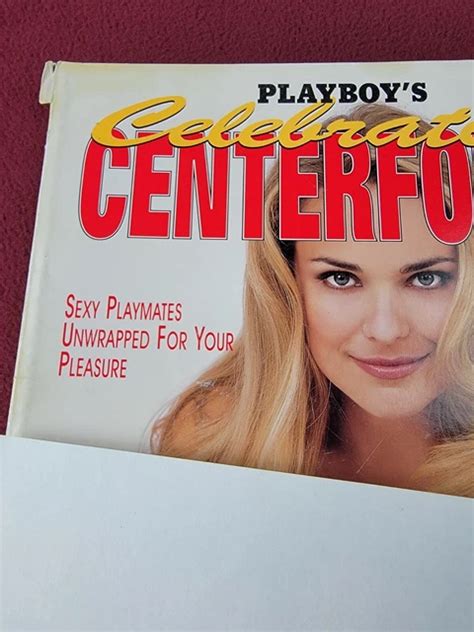 PLAYBOY'S
Celebrat
CENTERFO
SEXY PLAYMATES
UNWRAPPED FOR YOUR
PLEASURE